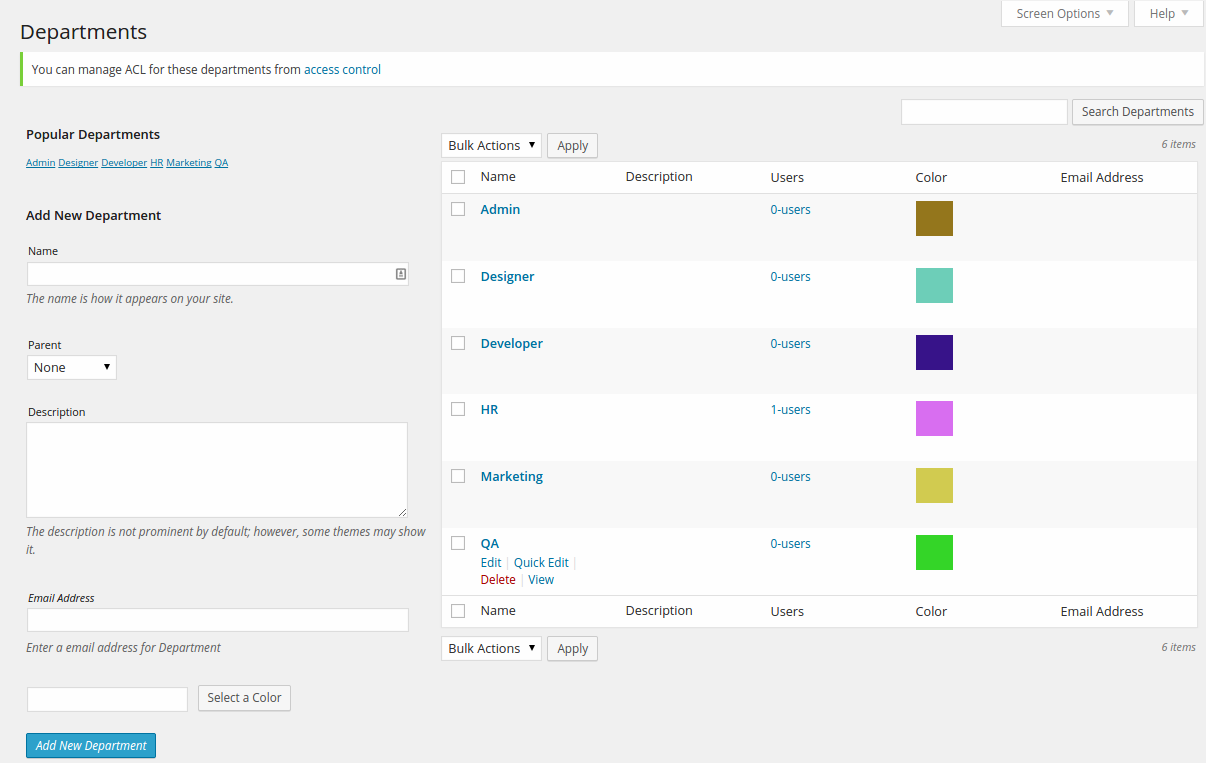 Screen Options
Help
Departments
You can manage ACL for these departments from access control
Search Departments
Popular Departments
Admin Designer Developer HR Marketing QA
Add New Department
Name
The name is how it appears on your site.
Parent
None
Description
The description is not prominent by default; however, some themes may show
it.
Email Address
Enter a email address for Department
Select a Color
Add New Department
Bulk Actions Apply 6 items
Name Description Users Color Email Address
Admin 0-users
Designer 0-users
Developer 0-users
HR 1-users
Marketing 0-users
QA 0-users
Edit | Quick Edit |
Delete | View
Name Description Users Color Email Address
Bulk Actions Apply 6 items